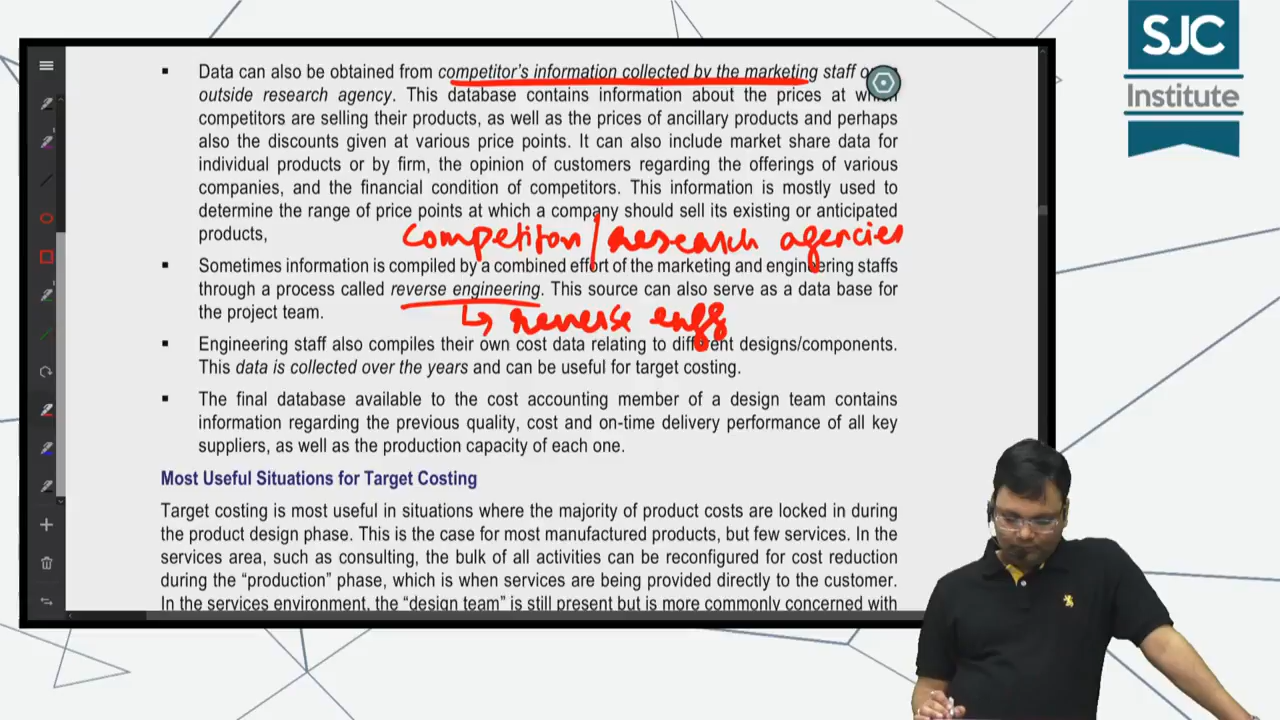 SJC
Institute
▪ Data can also be obtained from competitor's information collected by the marketing staff
outside research agency. This database contains information about the prices at
competitors are selling their products, as well as the prices of ancillary products and perhaps
also the discounts given at various price points. It can also include market share data for
individual products or by firm, the opinion of customers regarding the offerings of various
companies, and the financial condition of competitors. This information is mostly used to
determine the range of price points at which a company should sell its existing or anticipated
products,
competitors / research agencies
▪ Sometimes information is compiled by a combined effort of the marketing and engineering staffs
through a process called reverse engineering. This source can also serve as a data base for
the project team.
↳ reverse engg
▪ Engineering staff also compiles their own cost data relating to different designs/components.
This data is collected over the years and can be useful for target costing.
▪ The final database available to the cost accounting member of a design team contains
information regarding the previous quality, cost and on-time delivery performance of all key
suppliers, as well as the production capacity of each one.
Most Useful Situations for Target Costing
Target costing is most useful in situations where the majority of product costs are locked in during
the product design phase. This is the case for most manufactured products, but few services. In the
services area, such as consulting, the bulk of all activities can be reconfigured for cost reduction
during the “production” phase, which is when services are being provided directly to the customer.
In the services environment, the “design team” is still present but is more commonly concerned with